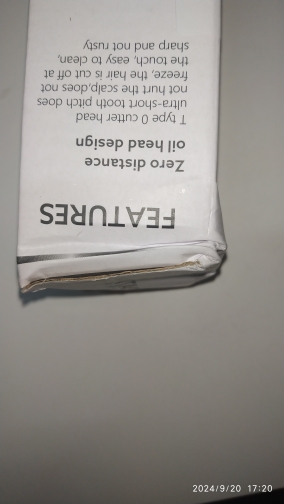 FEATURES
Zero distance
oil head design
T type 0 cutter head
ultra-short tooth pitch does
not hurt the scalp,does not
freeze, the hair is cut off at
the touch, easy to clean,
sharp and not rusty
2024/9/20 17:20